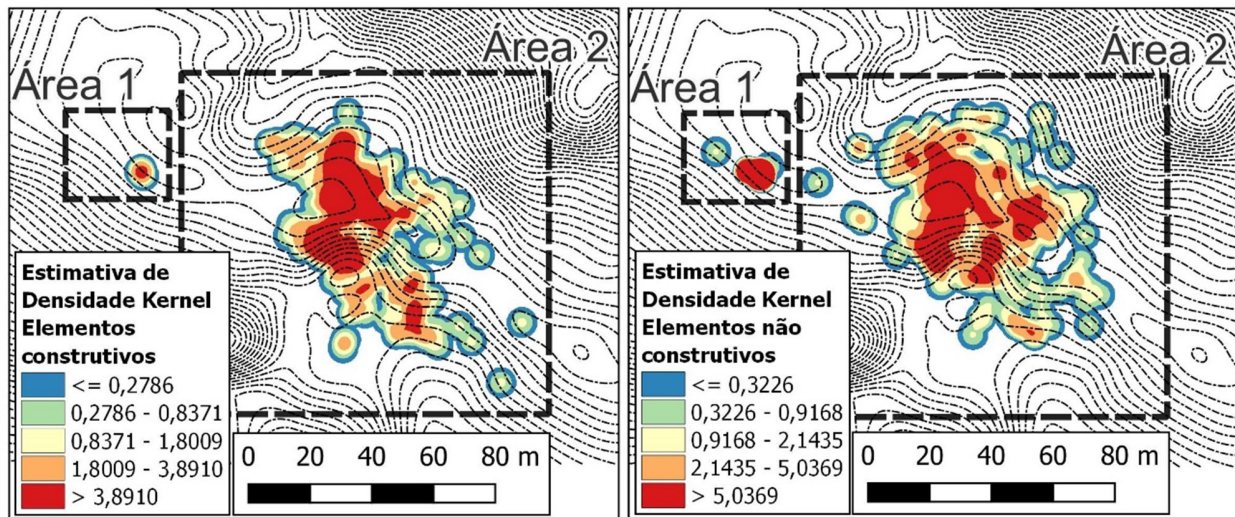 Área 1
Área 2
Estimativa de
Densidade Kernel
Elementos
construtivos
<= 0,2786
0,2786 - 0,8371
0,8371 - 1,8009
1,8009 - 3,8910
> 3,8910
0 20 40 60 80 m
Área 1
Área 2
Estimativa de
Densidade Kernel
Elementos não
construtivos
<= 0,3226
0,3226 - 0,9168
0,9168 - 2,1435
2,1435 - 5,0369
> 5,0369
0 20 40 60 80 m